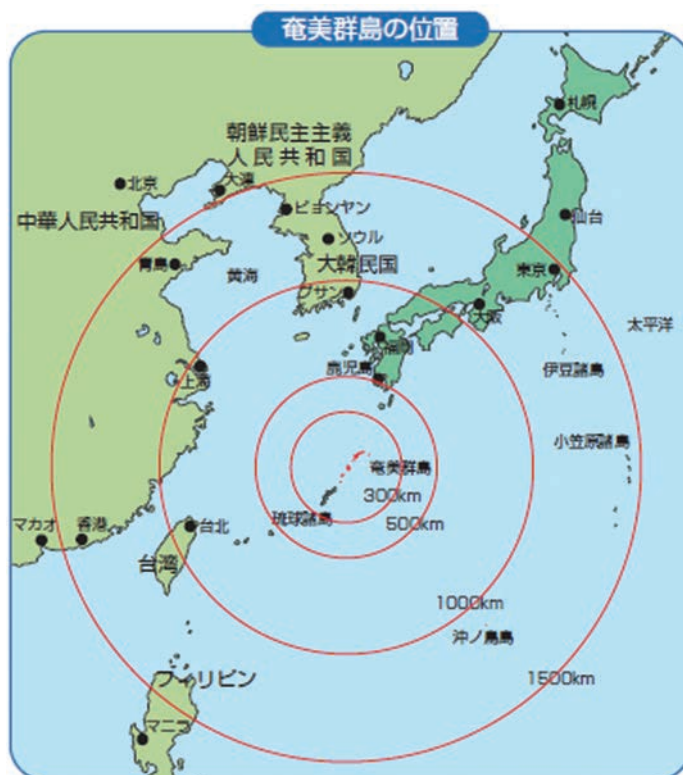 奄美群島の位置
札幌
朝鮮民主主義
人民共和国
北京
大連
ピョンヤン
仙台
中華人民共和国
ソウル
青島
大韓民国
東京
黄海
プサン
大阪
太平洋
福岡
鹿児島
上海
伊豆諸島
小笠原諸島
奄美群島
300km
琉球諸島
500km
マカオ
香港
台北
台湾
1000km
沖ノ鳥島
フィリピン
1500km
マニラ